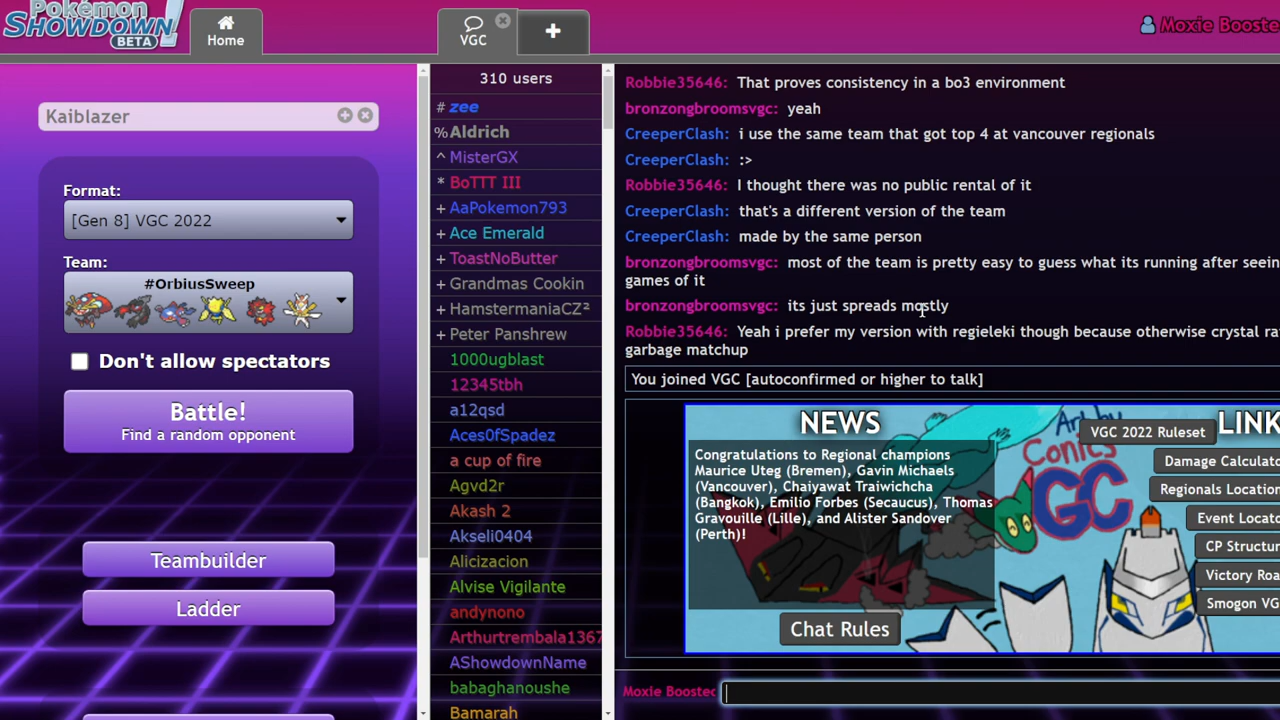 Pokémon
SHOWDOWN!
BETA
Home
VGC
Moxie Booste
Kaiblazer
Format:
[Gen 8] VGC 2022
Team:
#OrbiusSweep
Don't allow spectators
Battle!
Find a random opponent
Teambuilder
Ladder
310 users
# zee
%Aldrich
^ MisterGX
* BoTTT III
+ AaPokemon793
+ Ace Emerald
+ ToastNoButter
+ Grandmas Cookin
+ HamstermaniaCZ²
+ Peter Panshrew
1000ugblast
12345tbh
a12qsd
Aces0fSpadez
a cup of fire
Agvd2r
Akash 2
Akseli0404
Alicizacion
Alvise Vigilante
andynono
Arthurtrembala1367
AShowdownName
babaghanoushe
Bamarah
Robbie35646: That proves consistency in a bo3 environment
bronzongbroomsvgc: yeah
CreeperClash: i use the same team that got top 4 at vancouver regionals
CreeperClash: :>
Robbie35646: I thought there was no public rental of it
CreeperClash: that's a different version of the team
CreeperClash: made by the same person
bronzongbroomsvgc: most of the team is pretty easy to guess what its running after seein
games of it
bronzongbroomsvgc: its just spreads mostly
Robbie35646: Yeah i prefer my version with regieleki though because otherwise crystal ra
garbage matchup
You joined VGC [autoconfirmed or higher to talk]
NEWS
Congratulations to Regional champions
Maurice Uteg (Bremen), Gavin Michaels
(Vancouver), Chaiyawat Traiwichcha
(Bangkok), Emilio Forbes (Secaucus), Thomas
Gravouille (Lille), and Alister Sandover
(Perth)!
Chat Rules
Art by
Conics
GC
LINK
VGC 2022 Ruleset
Damage Calculato
Regionals Location
Event Locato
CP Structur
Victory Roa
Smogon VG
Moxie Boosted